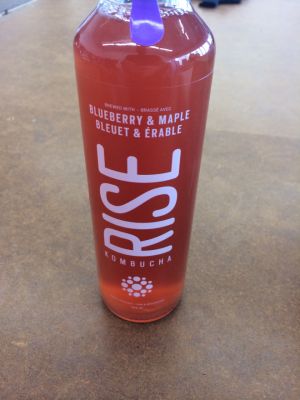 BREWED WITH - BRASSÉ AVEC
BLUEBERRY & MAPLE
BLEUET & ÉRABLE
RISE
KOMBUCHA